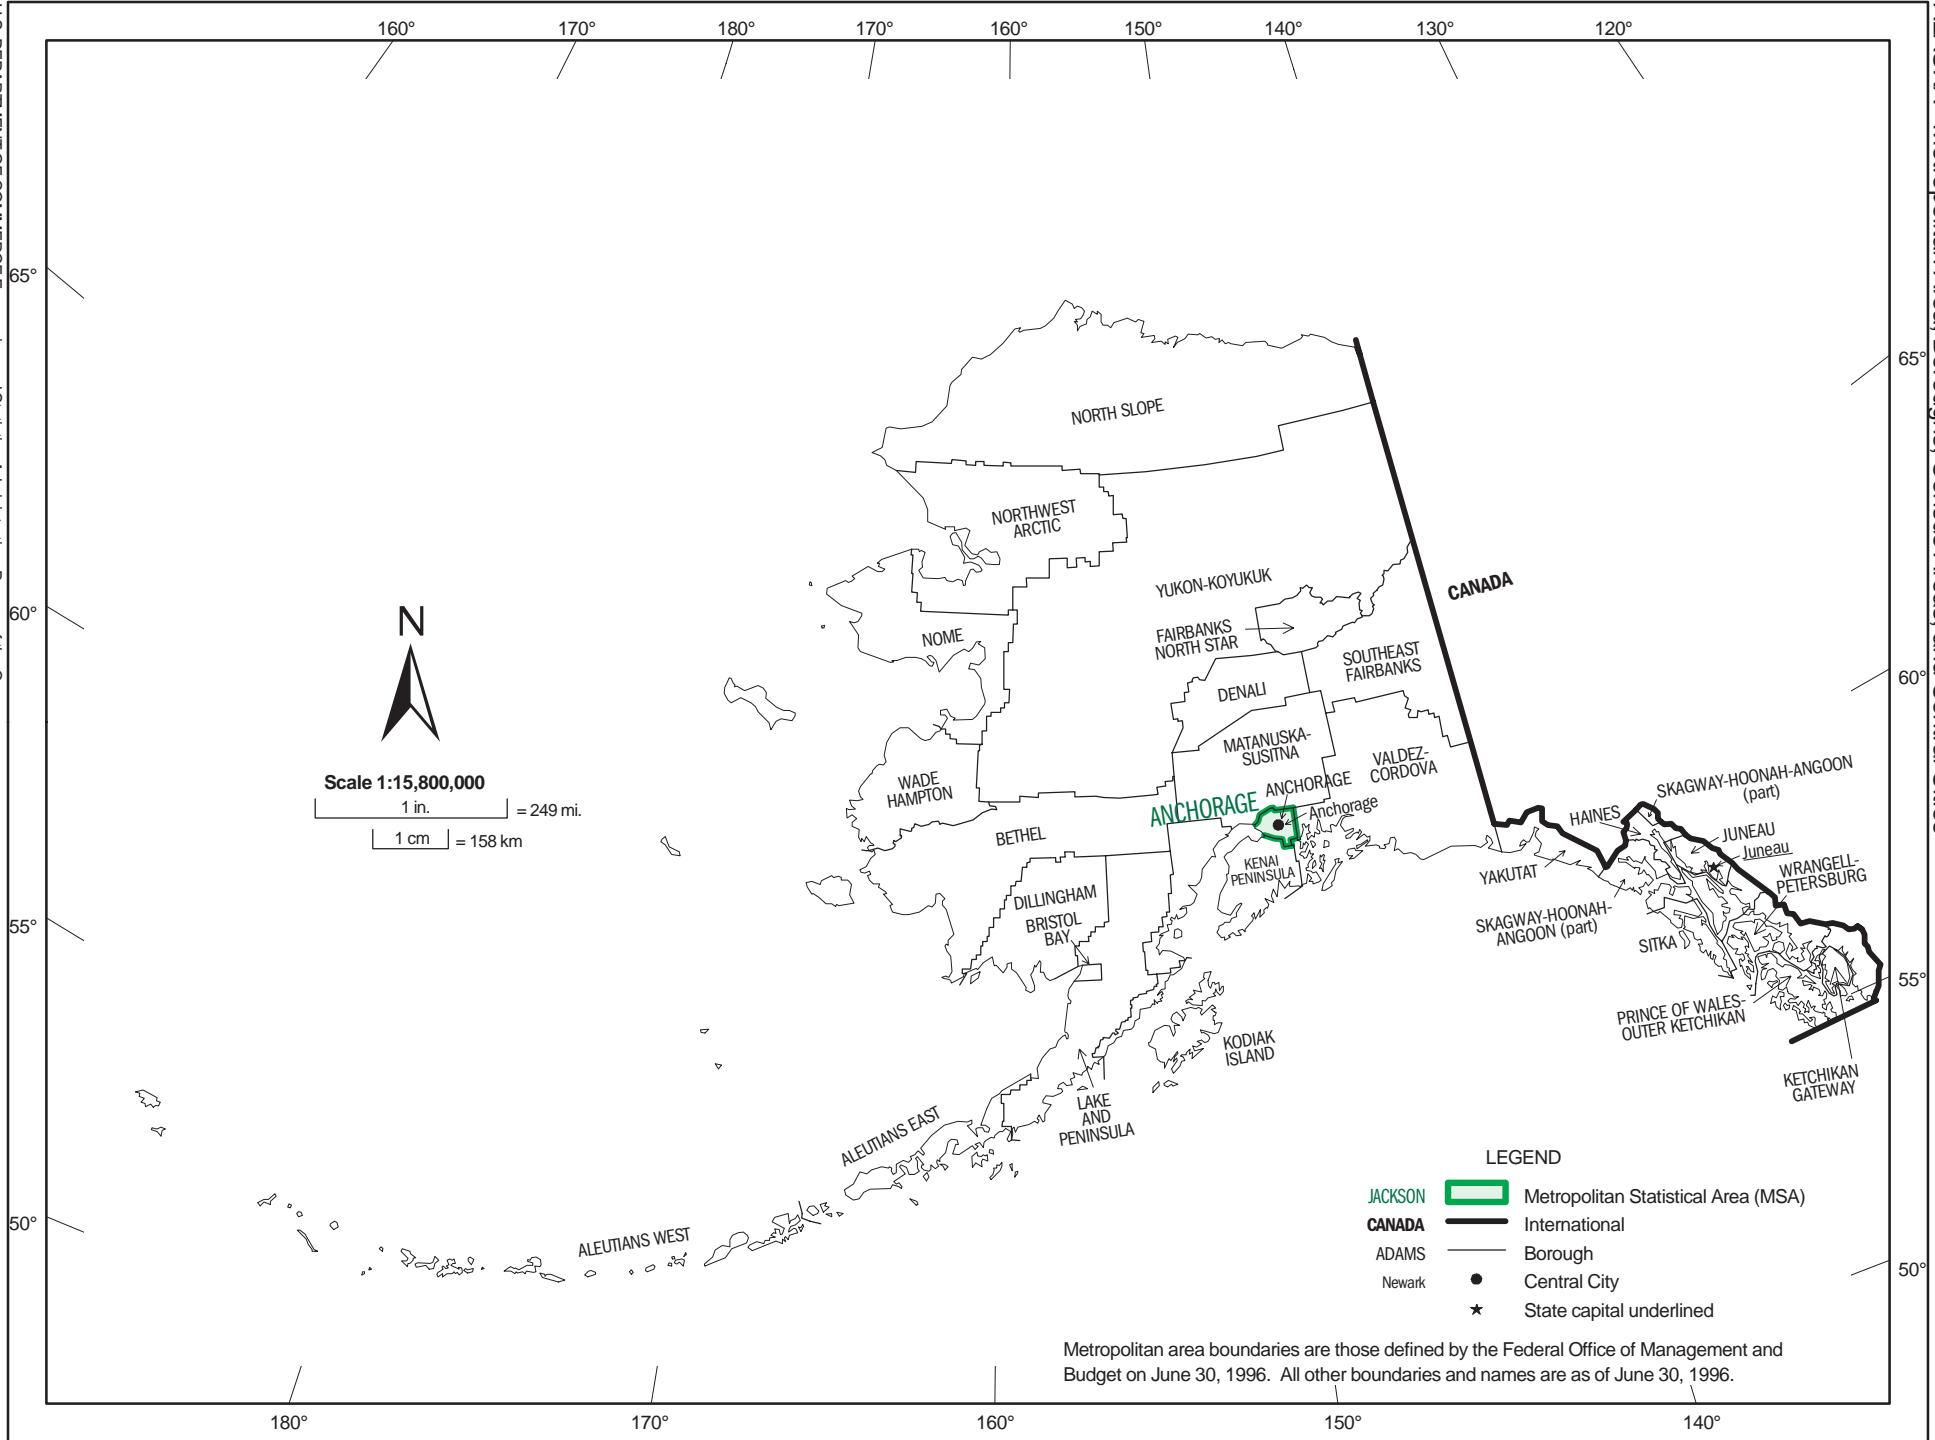 160°
170°
180°
170°
160°
150°
140°
130°
120°
65°
65°
60°
60°
55°
55°
50°
50°
180°
170°
160°
150°
140°
N
Scale 1:15,800,000
1 in.
= 249 mi.
1 cm
= 158 km
NORTH SLOPE
NORTHWEST
ARCTIC
YUKON-KOYUKUK
CANADA
NOME
FAIRBANKS
NORTH STAR
SOUTHEAST
FAIRBANKS
DENALI
MATANUSKA-
SUSITNA
VALDEZ-
CORDOVA
WADE
HAMPTON
ANCHORAGE
ANCHORAGE
Anchorage
BETHEL
KENAI
PENINSULA
DILLINGHAM
BRISTOL
BAY
SKAGWAY-HOONAH-ANGOON
(part)
HAINES
JUNEAU
Juneau
WRANGELL-
PETERSBURG
YAKUTAT
SKAGWAY-HOONAH-
ANGOON (part)
SITKA
PRINCE OF WALES-
OUTER KETCHIKAN
KETCHIKAN
GATEWAY
KODIAK
ISLAND
LAKE
AND
PENINSULA
ALEUTIANS EAST
ALEUTIANS WEST
LEGEND
JACKSON
Metropolitan Statistical Area (MSA)
CANADA
International
ADAMS
Borough
Newark
Central City
State capital underlined
Metropolitan area boundaries are those defined by the Federal Office of Management and
Budget on June 30, 1996. All other boundaries and names are as of June 30, 1996.